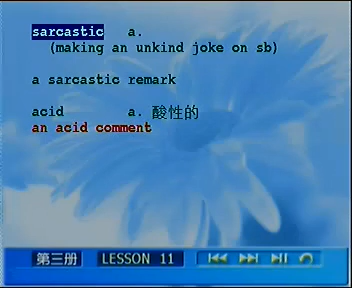 sarcastic a.
(making an unkind joke on sb)
a sarcastic remark
acid a. 酸性的
an acid comment
第三册 LESSON 11